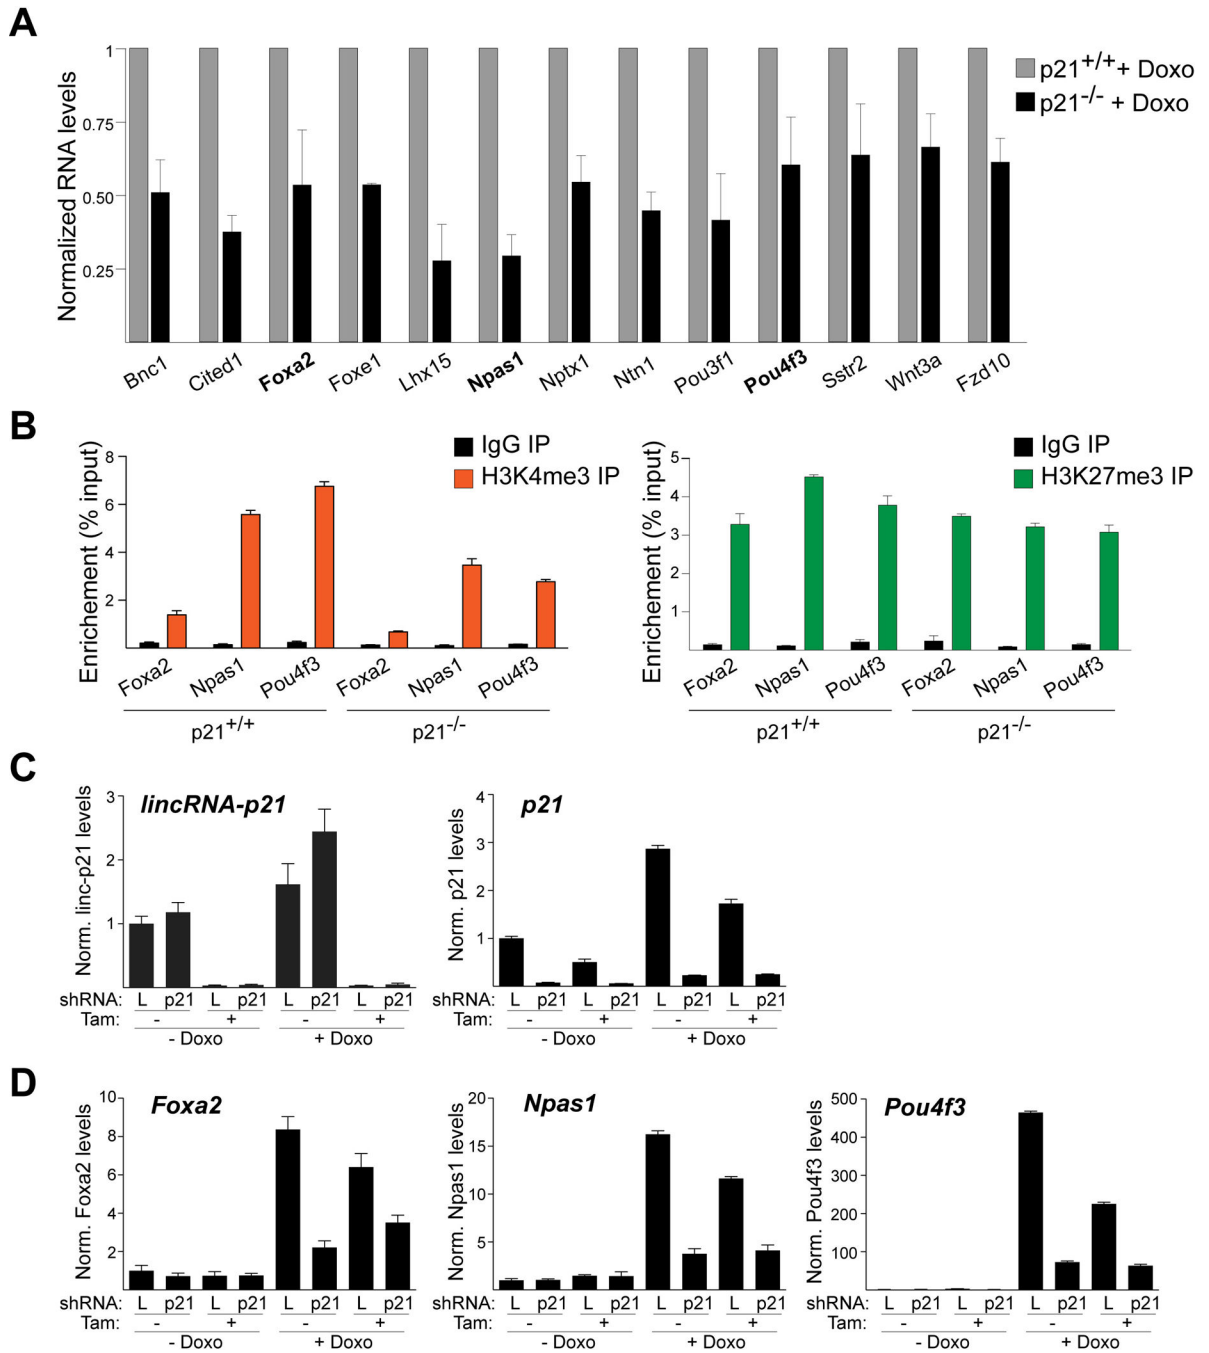 A
Normalized RNA levels
1
0.75
0.50
0.25
p21+/+ + Doxo
p21-/- + Doxo
Bnc1 Cited1 Foxa2 Foxe1 Lhx15 Npas1 Nptx1 Ntn1 Pou3f1 Pou4f3 Sstr2 Wnt3a Fzd10
B
Enrichement (% input)
8
6
4
2
IgG IP
H3K4me3 IP
Foxa2 Npas1 Pou4f3 Foxa2 Npas1 Pou4f3
p21+/+ p21-/-
Enrichement (% input)
5
4
3
2
1
IgG IP
H3K27me3 IP
Foxa2 Npas1 Pou4f3 Foxa2 Npas1 Pou4f3
p21+/+ p21-/-
C
lincRNA-p21
Norm. linc-p21 levels
3
2
1
shRNA: L p21 L p21 L p21 L p21
Tam: - + - +
- Doxo + Doxo
p21
Norm. p21 levels
4
3
2
1
shRNA: L p21 L p21 L p21 L p21
Tam: - + - +
- Doxo + Doxo
D
Foxa2
Norm. Foxa2 levels
10
8
6
4
2
shRNA: L p21 L p21 L p21 L p21
Tam: - + - +
- Doxo + Doxo
Npas1
Norm. Npas1 levels
20
15
10
5
shRNA: L p21 L p21 L p21 L p21
Tam: - + - +
- Doxo + Doxo
Pou4f3
Norm. Pou4f3 levels
500
400
300
200
100
shRNA: L p21 L p21 L p21 L p21
Tam: - + - +
- Doxo + Doxo